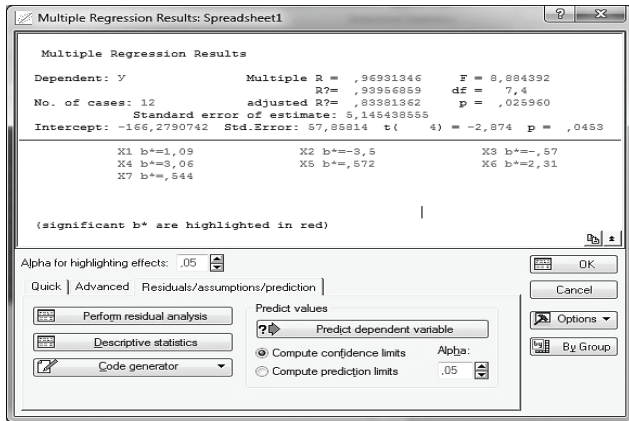 Multiple Regression Results: Spreadsheet1
Multiple Regression Results
Dependent: Y Multiple R = ,96931346 F = 8,884392
R?= ,93956859 df = 7,4
No. of cases: 12 adjusted R?= ,83381362 p = ,025960
Standard error of estimate: 5,145438555
Intercept: -166,2790742 Std.Error: 57,85814 t( 4) = -2,874 p = ,0453
X1 b*=1,09 X2 b*=-3,5 X3 b*=-,57
X4 b*=3,06 X5 b*=,572 X6 b*=2,31
X7 b*=,544
(significant b* are highlighted in red)
Alpha for highlighting effects: ,05
OK
Quick Advanced Residuals/assumptions/prediction
Cancel
Perform residual analysis
Predict values
Predict dependent variable
Options
Descriptive statistics
Compute confidence limits Alpha:
By Group
Code generator
Compute prediction limits ,05